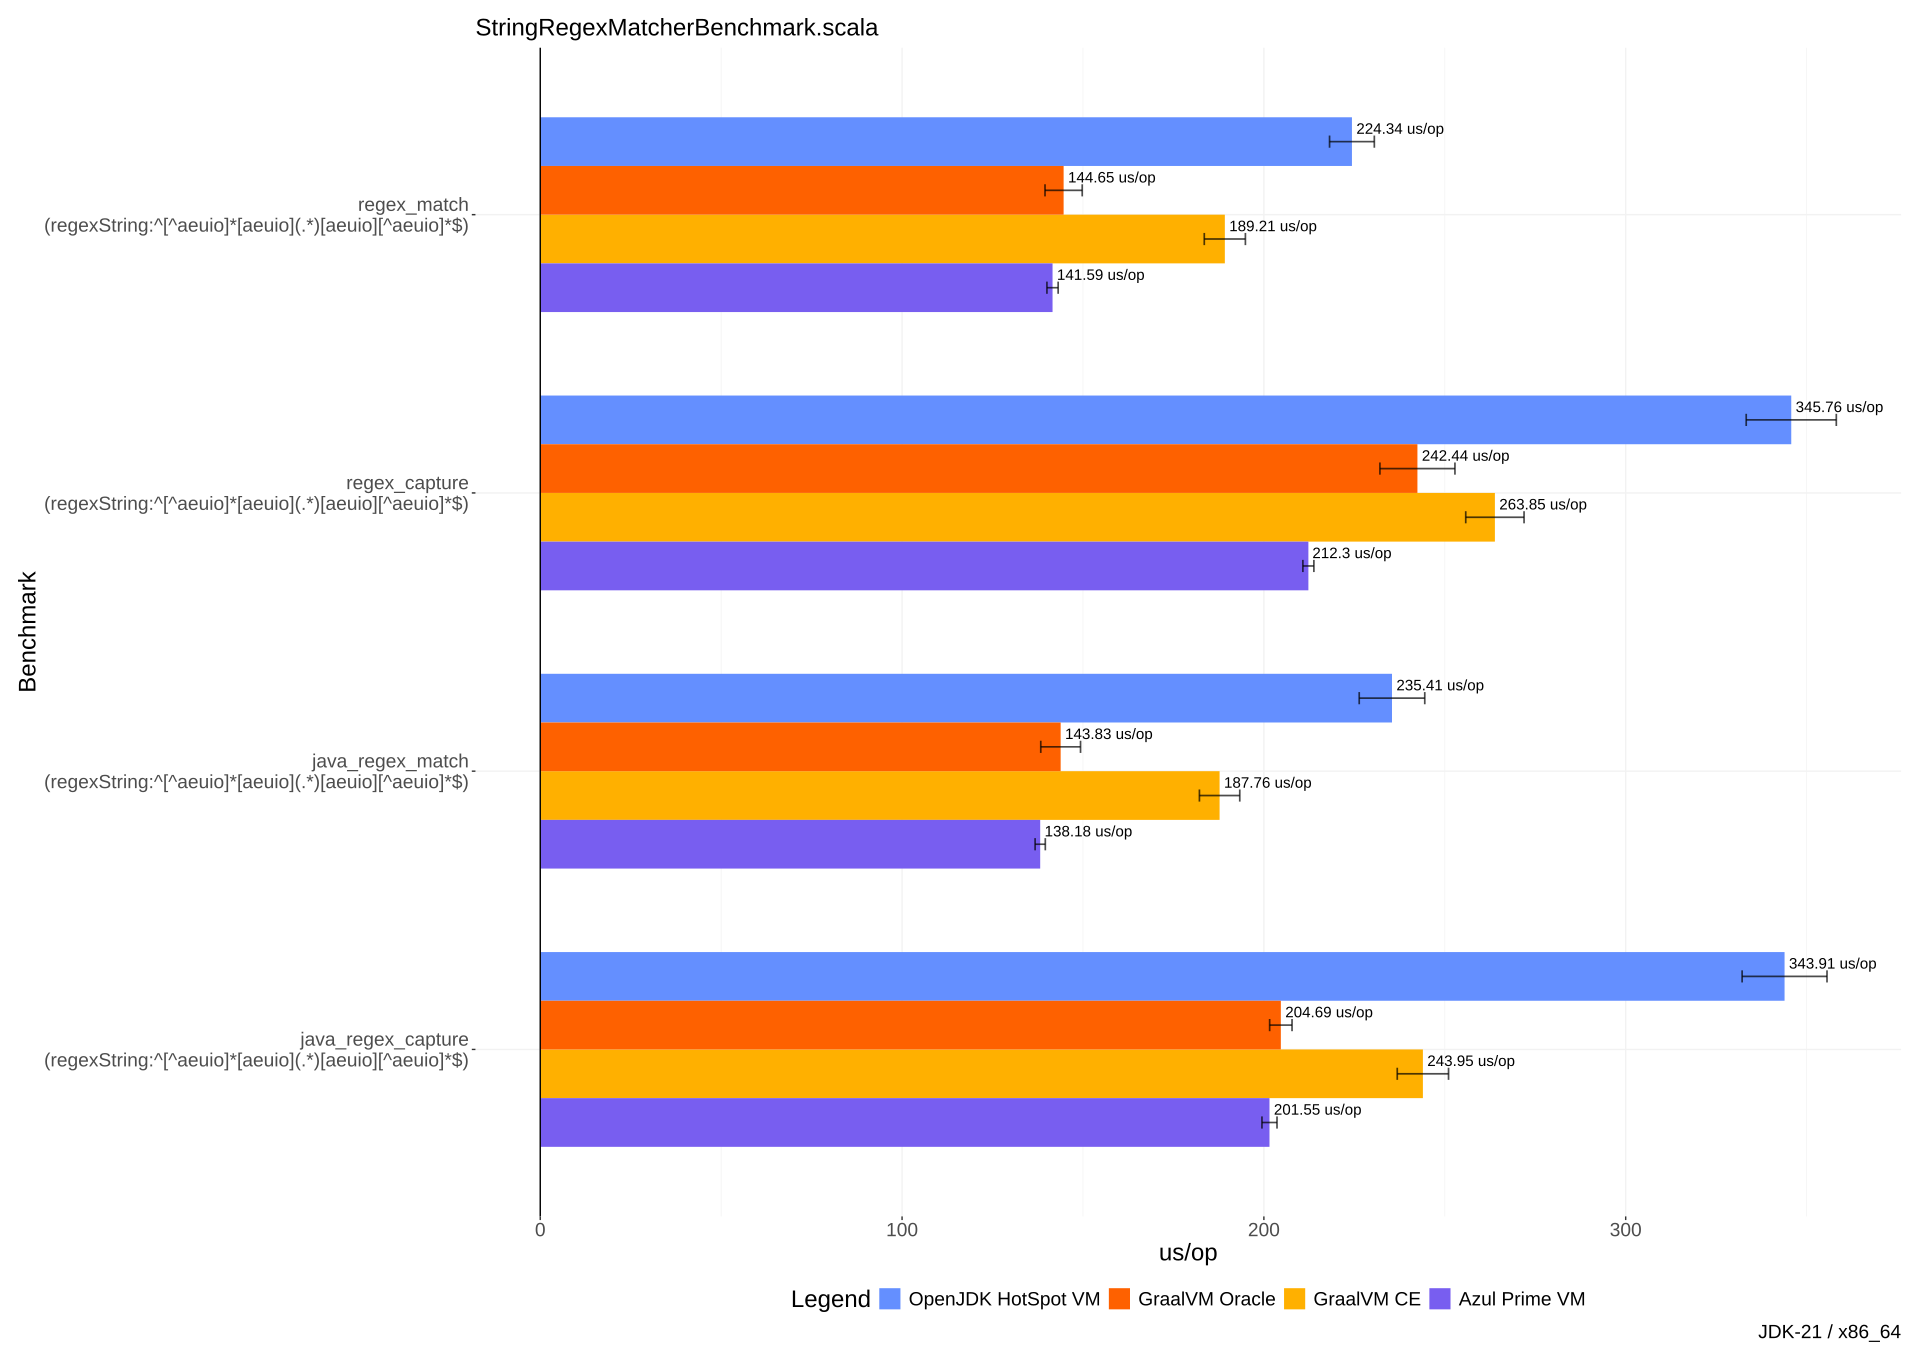 StringRegexMatcherBenchmark.scala
Benchmark
regex_match
(regexString:^[^aeuio]*[aeuio](.*)[aeuio][^aeuio]*$)
224.34 us/op
144.65 us/op
189.21 us/op
141.59 us/op
regex_capture
(regexString:^[^aeuio]*[aeuio](.*)[aeuio][^aeuio]*$)
345.76 us/op
242.44 us/op
263.85 us/op
212.3 us/op
java_regex_match
(regexString:^[^aeuio]*[aeuio](.*)[aeuio][^aeuio]*$)
235.41 us/op
143.83 us/op
187.76 us/op
138.18 us/op
java_regex_capture
(regexString:^[^aeuio]*[aeuio](.*)[aeuio][^aeuio]*$)
343.91 us/op
204.69 us/op
243.95 us/op
201.55 us/op
0 100 200 300
us/op
Legend OpenJDK HotSpot VM GraalVM Oracle GraalVM CE Azul Prime VM
JDK-21 / x86_64